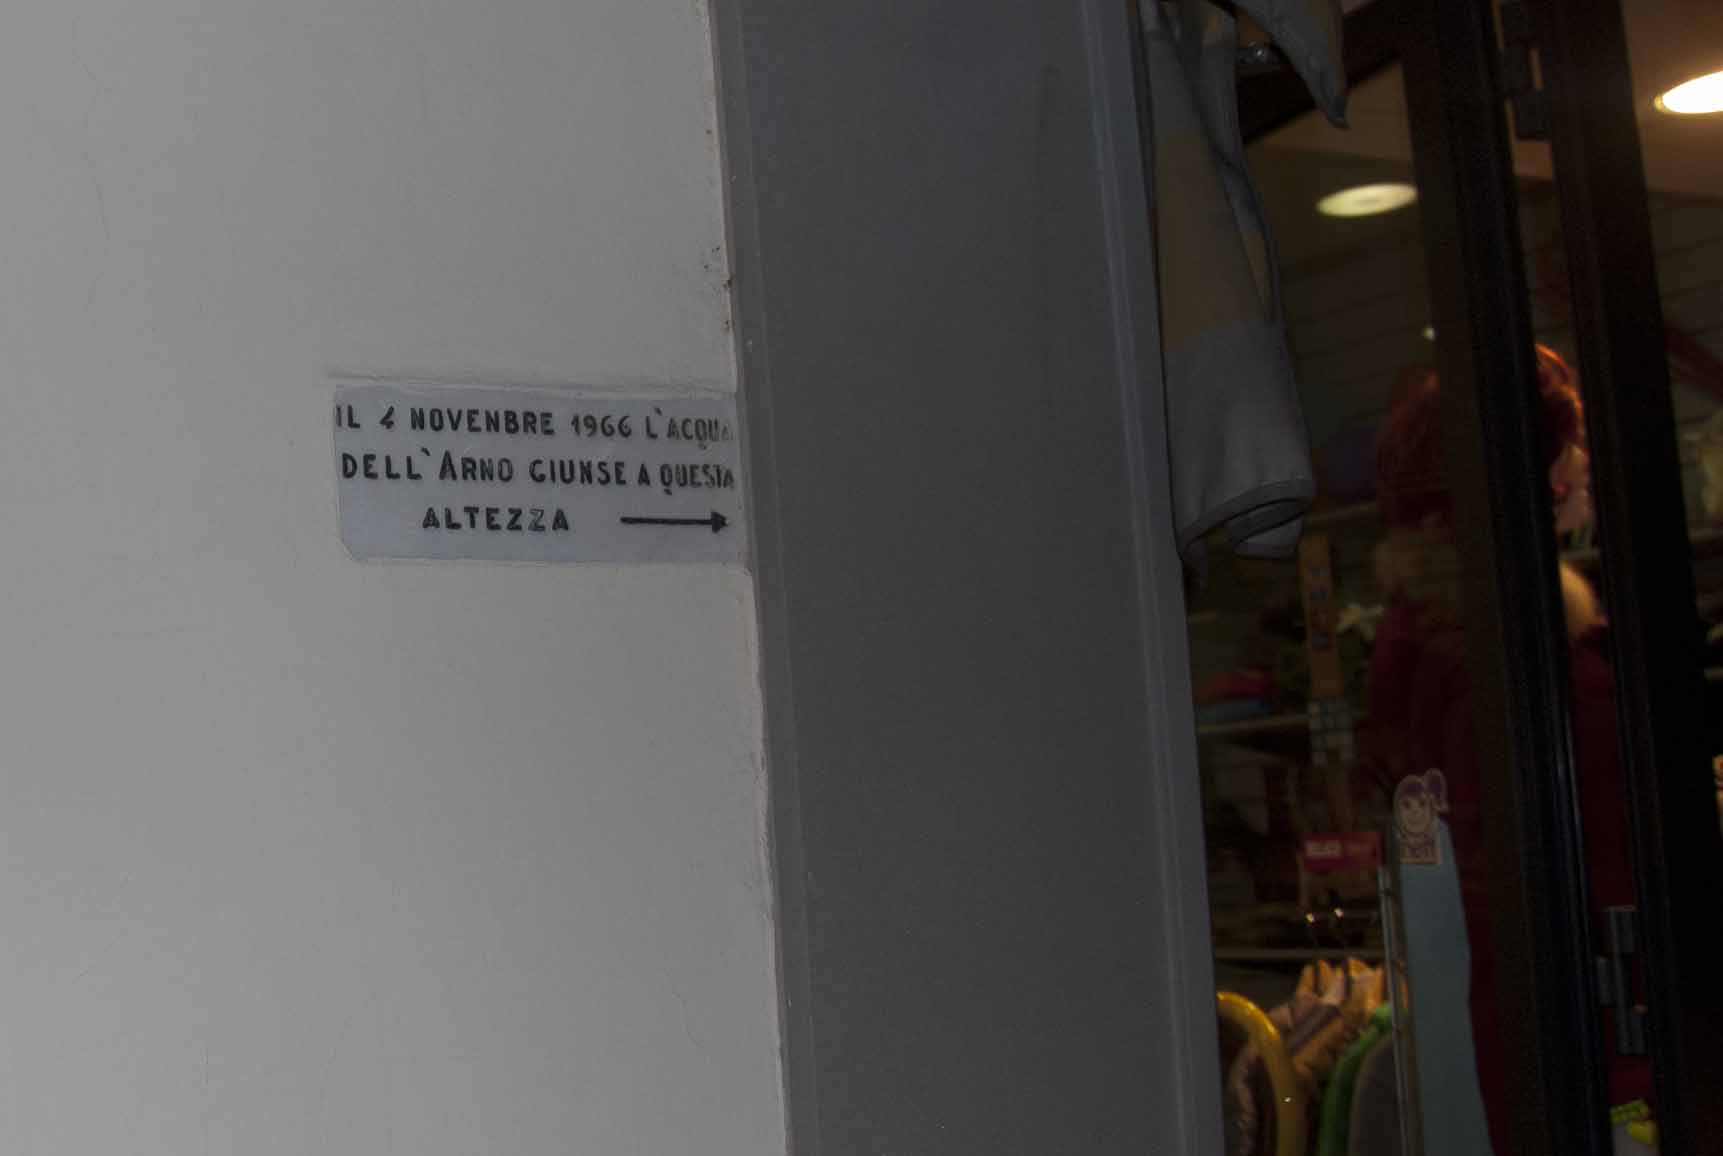 IL 4 NOVENBRE 1966 L'ACQUA
DELL'ARNO GIUNSE A QUESTA
ALTEZZA